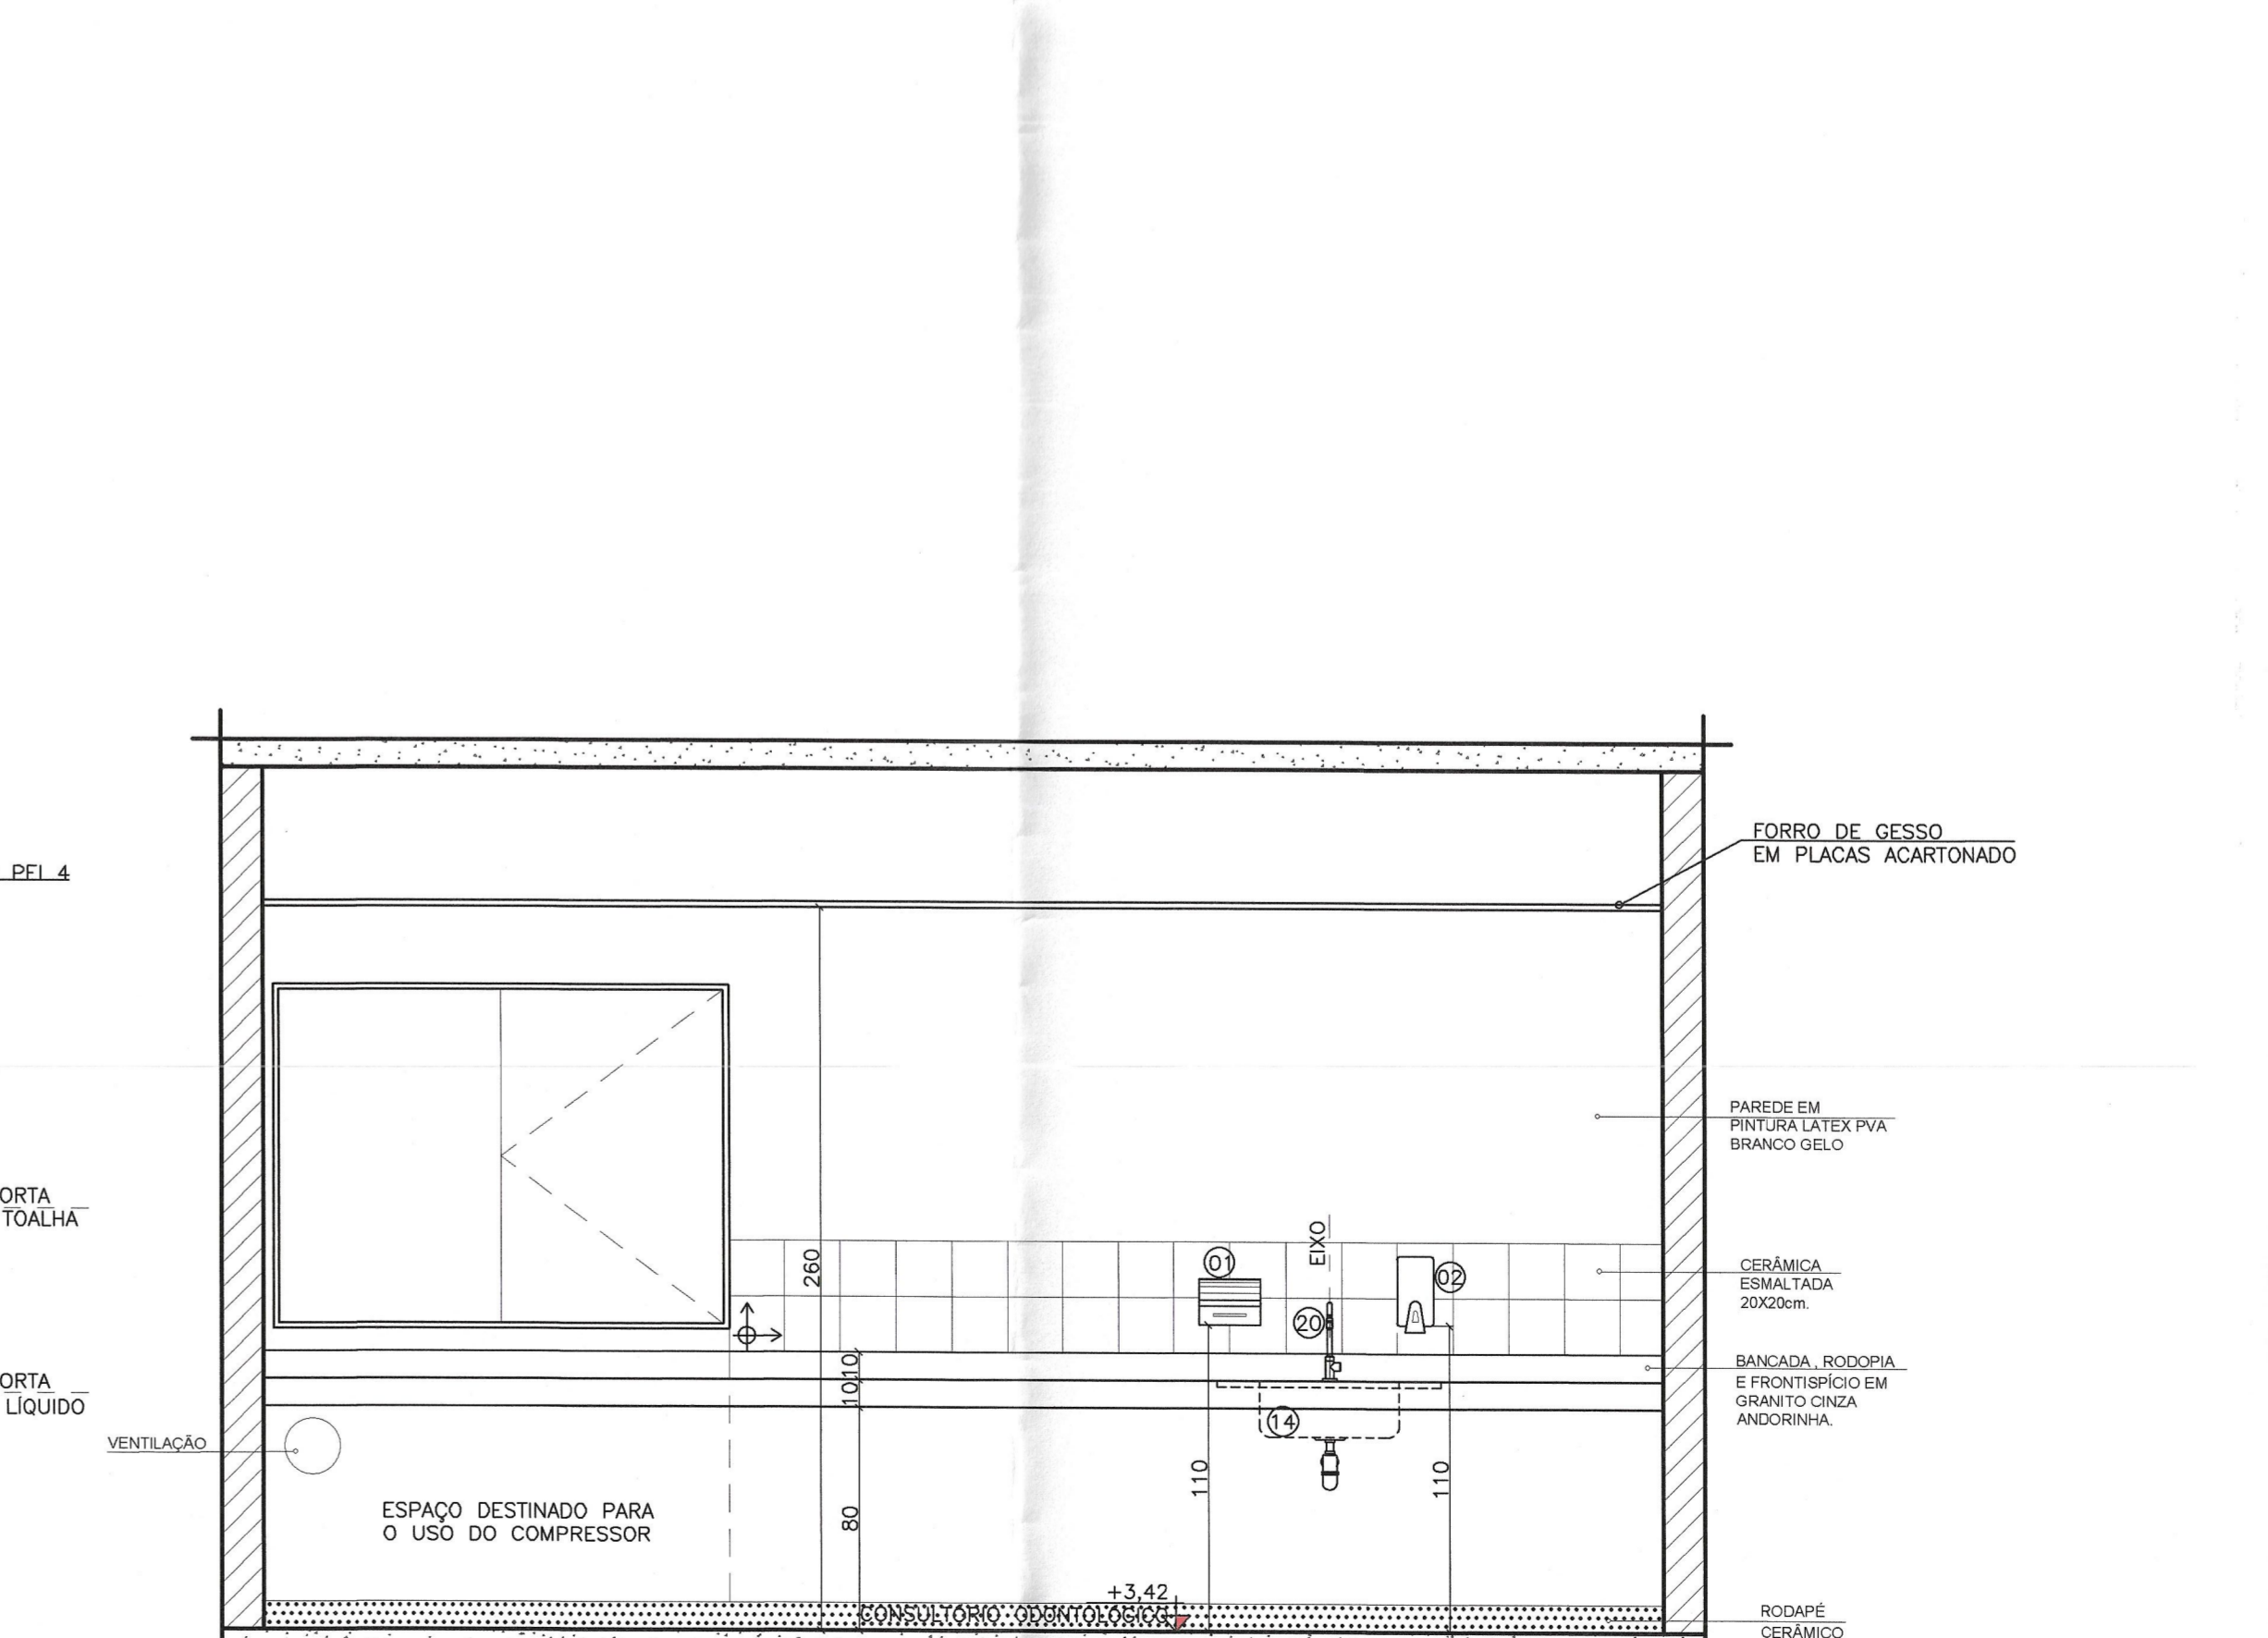 FORRO DE GESSO
EM PLACAS ACARTONADO
PFI 4
PAREDE EM
PINTURA LATEX PVA
BRANCO GELO
ORTA
TOALHA
EIXO
260
01
02
20
CERÂMICA
ESMALTADA
20X20cm.
10
10
BANCADA , RODOPIA
E FRONTISPÍCIO EM
GRANITO CINZA
ANDORINHA.
ORTA
LÍQUIDO
14
VENTILAÇÃO
110
110
80
ESPAÇO DESTINADO PARA
O USO DO COMPRESSOR
+3,42
CONSULTÓRIO ODONTOLÓGICO
RODAPÉ
CERÂMICO